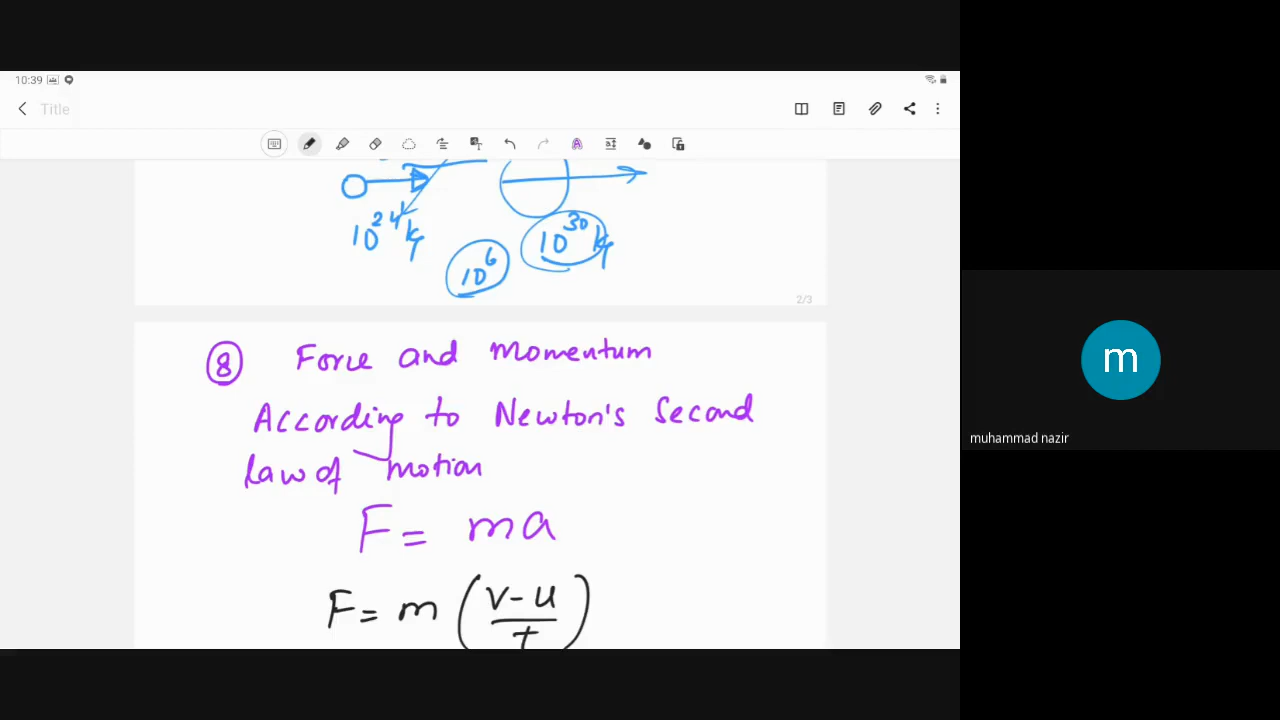 10:39
Title
10²⁴ kg
10⁶
10³⁰ kg
2/3
⑧ Force and Momentum
According to Newton's Second
law of motion
F = ma
F = m (v-u/t)
m
muhammad nazir